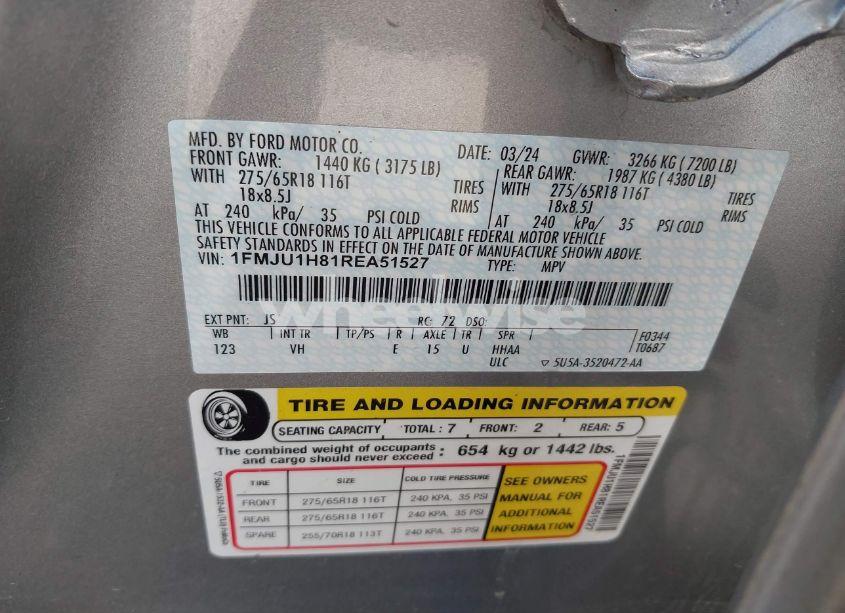 MFD. BY FORD MOTOR CO.
DATE: 03/24 GVWR: 3266 KG ( 7200 LB)
FRONT GAWR: 1440 KG ( 3175 LB) REAR GAWR: 1987 KG ( 4380 LB)
WITH 275/65R18 116T TIRES WITH 275/65R18 116T TIRES
18x8.5J RIMS 18x8.5J RIMS
AT 240 kPa/ 35 PSI COLD AT 240 kPa/ 35 PSI COLD
THIS VEHICLE CONFORMS TO ALL APPLICABLE FEDERAL MOTOR VEHICLE
SAFETY STANDARDS IN EFFECT ON THE DATE OF MANUFACTURE SHOWN ABOVE.
VIN: 1FMJU1H81REA51527 TYPE: MPV
wheelwise
EXT PNT: JS RC: 72 DSO:
WB INT TR TP/PS R AXLE TR SPR F0344
123 VH E 15 U HHAA T0687
ULC ▽ 5U5A-3520472-AA
TIRE AND LOADING INFORMATION
SEATING CAPACITY TOTAL : 7 FRONT: 2 REAR: 5
The combined weight of occupants
and cargo should never exceed : 654 kg or 1442 lbs.
TIRE SIZE COLD TIRE PRESSURE
FRONT 275/65R18 116T 240 KPA, 35 PSI
REAR 275/65R18 116T 240 KPA, 35 PSI
SPARE 255/70R18 113T 240 KPA, 35 PSI
SEE OWNERS
MANUAL FOR
ADDITIONAL
INFORMATION
1FMJU1H81REA51527